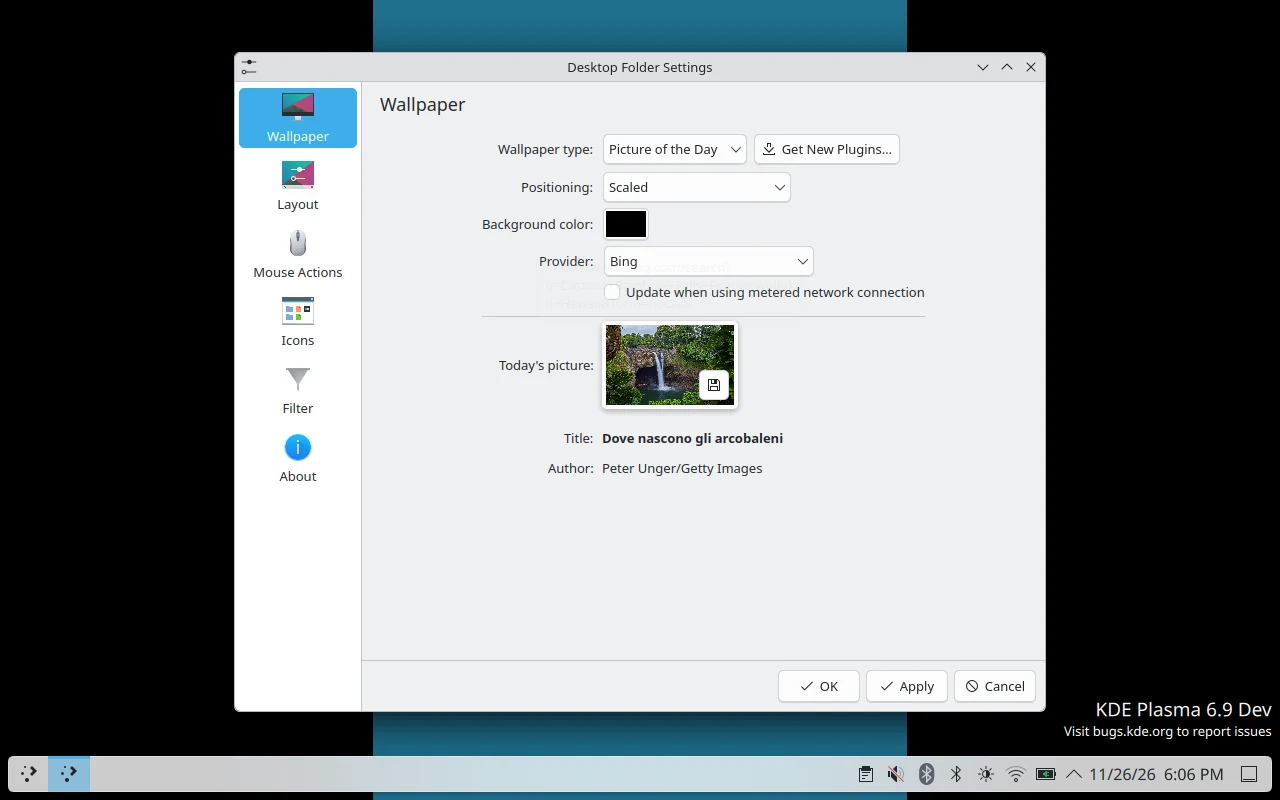 Desktop Folder Settings
Wallpaper
Layout
Mouse Actions
Icons
Filter
About
Wallpaper
Wallpaper type: Picture of the Day Get New Plugins...
Positioning: Scaled
Background color:
Provider: Bing
Update when using metered network connection
Today's picture:
Title: Dove nascono gli arcobaleni
Author: Peter Unger/Getty Images
OK Apply Cancel
KDE Plasma 6.9 Dev
Visit bugs.kde.org to report issues
11/26/26 6:06 PM